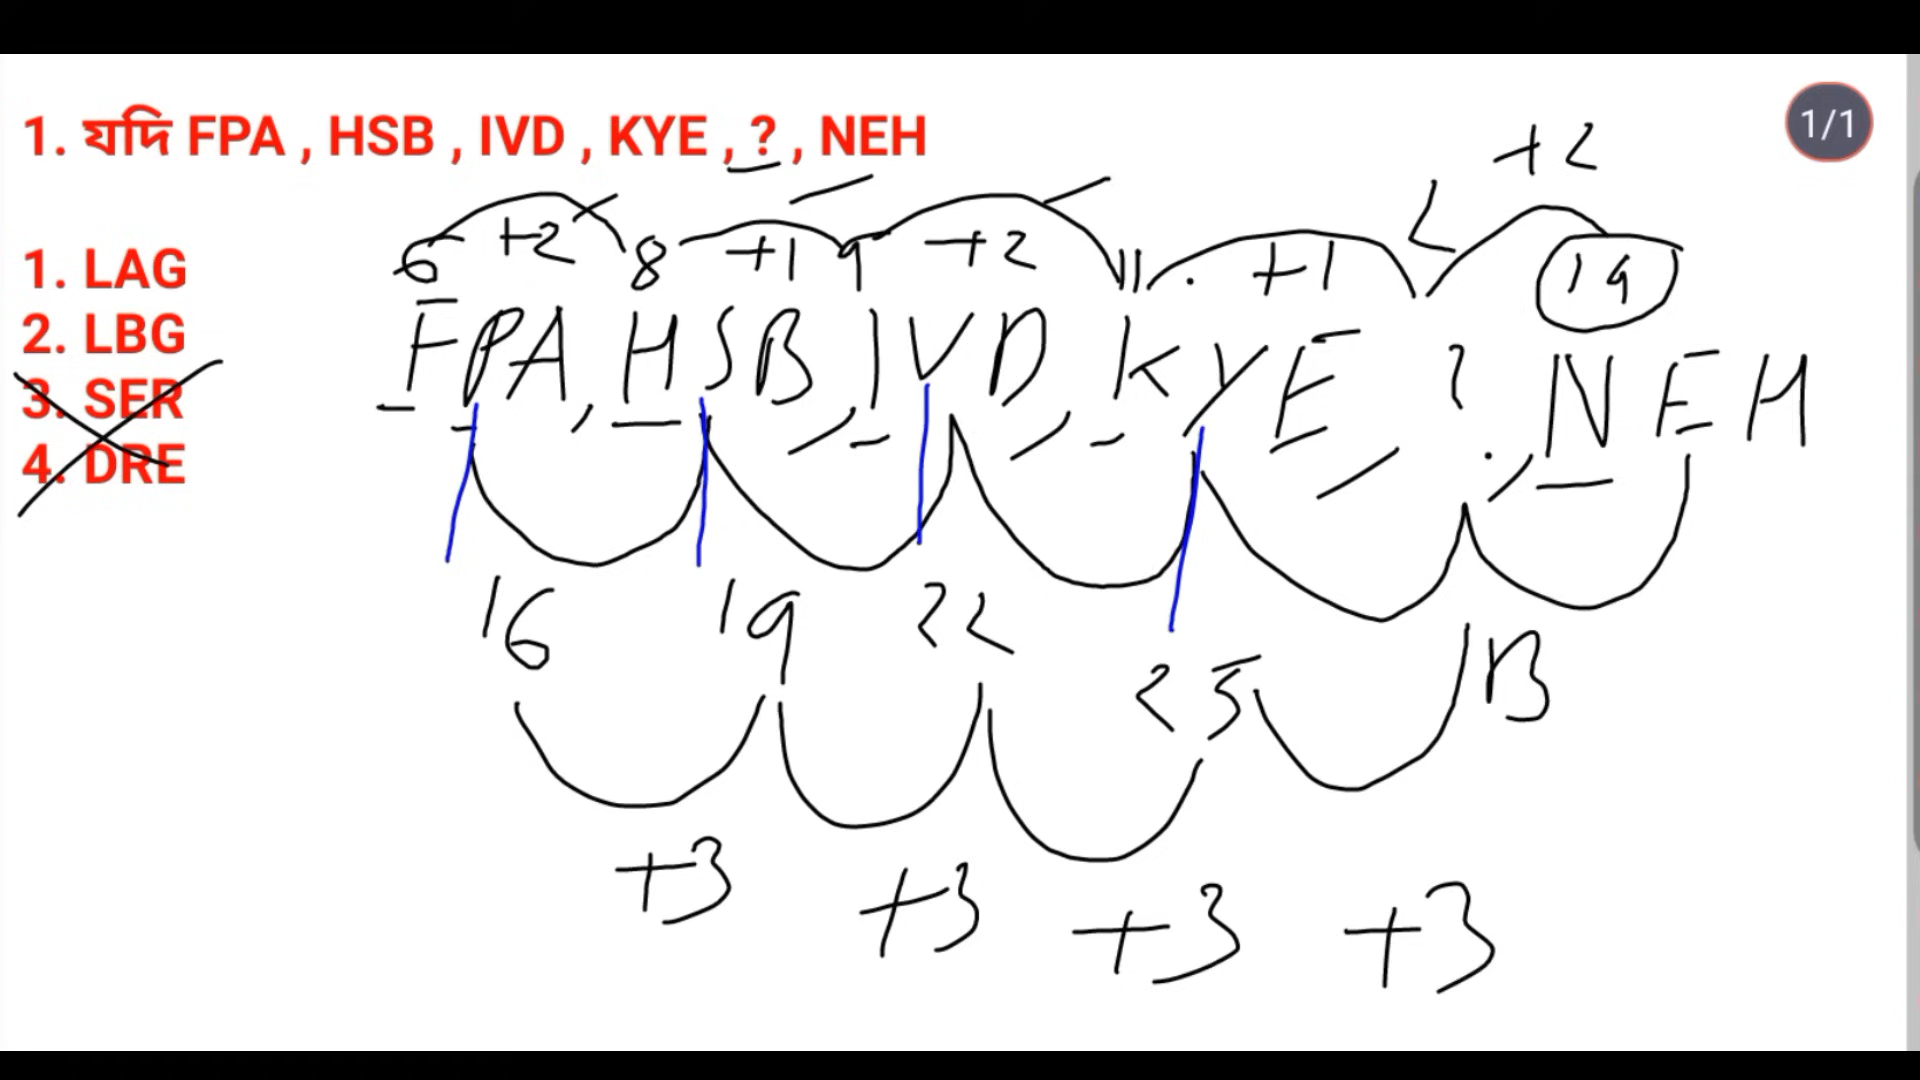 1. যদি FPA , HSB , IVD , KYE , ? , NEH
1/1
+2
1. LAG
2. LBG
3. SER
4. DRE
6 +2 8 +1 9 +2 11 +1 14
FPA, HSB, IVD, KYE, ?, NEH
16 19 22 25 B
+3 +3 +3 +3